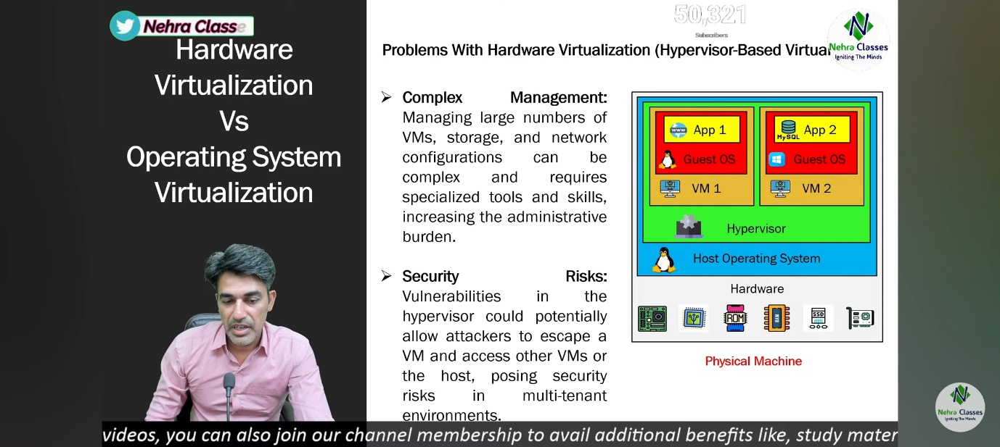 Nehra Classe
Hardware
Virtualization
Vs
Operating System
Virtualization
50,321
Subscribers
Problems With Hardware Virtualization (Hypervisor-Based Virtual
Nehra Classes
Igniting The Minds
Complex Management:
Managing large numbers of
VMs, storage, and network
configurations can be
complex and requires
specialized tools and skills,
increasing the administrative
burden.
Security Risks:
Vulnerabilities in the
hypervisor could potentially
allow attackers to escape a
VM and access other VMs or
the host, posing security
risks in multi-tenant
environments.
www App 1
Guest OS
VM 1
MySQL App 2
Guest OS
VM 2
Hypervisor
Host Operating System
Hardware
ROM
RAM
SSD
Physical Machine
Nehra Classes
Igniting The Minds
videos, you can also join our channel membership to avail additional benefits like, study mater